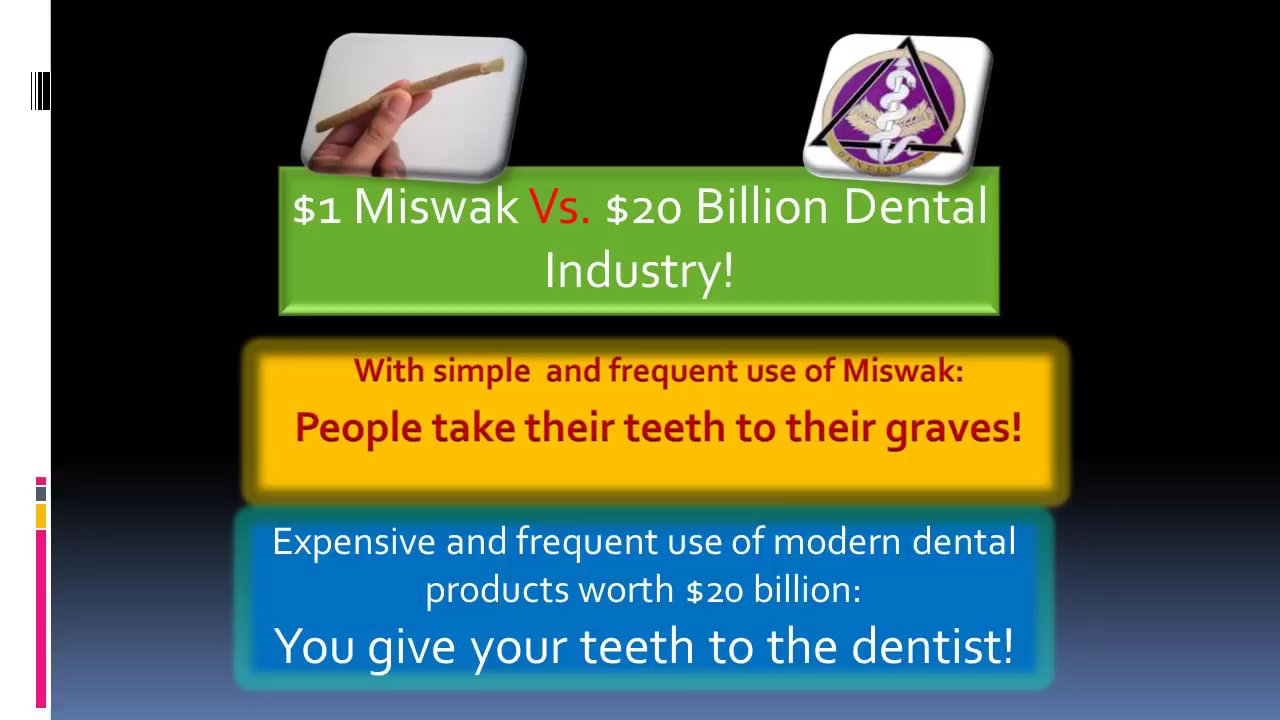 DENTISTRY
$1 Miswak Vs. $20 Billion Dental
Industry!
With simple  and frequent use of Miswak:
People take their teeth to their graves!
Expensive and frequent use of modern dental
products worth $20 billion:
You give your teeth to the dentist!